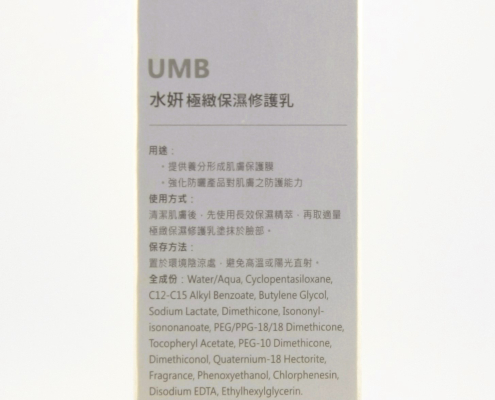 UMB
水妍極緻保濕修護乳
用途：
・提供養分形成肌膚保護膜
・強化防曬產品對肌膚之防護能力
使用方式：
清潔肌膚後，先使用長效保濕精萃，再取適量
極緻保濕修護乳塗抹於臉部。
保存方法：
置於環境陰涼處，避免高溫或陽光直射。
全成份：Water/Aqua, Cyclopentasiloxane,
C12-C15 Alkyl Benzoate, Butylene Glycol,
Sodium Lactate, Dimethicone, Isononyl-
isononanoate, PEG/PPG-18/18 Dimethicone,
Tocopheryl Acetate, PEG-10 Dimethicone,
Dimethiconol, Quaternium-18 Hectorite,
Fragrance, Phenoxyethanol, Chlorphenesin,
Disodium EDTA, Ethylhexylglycerin.